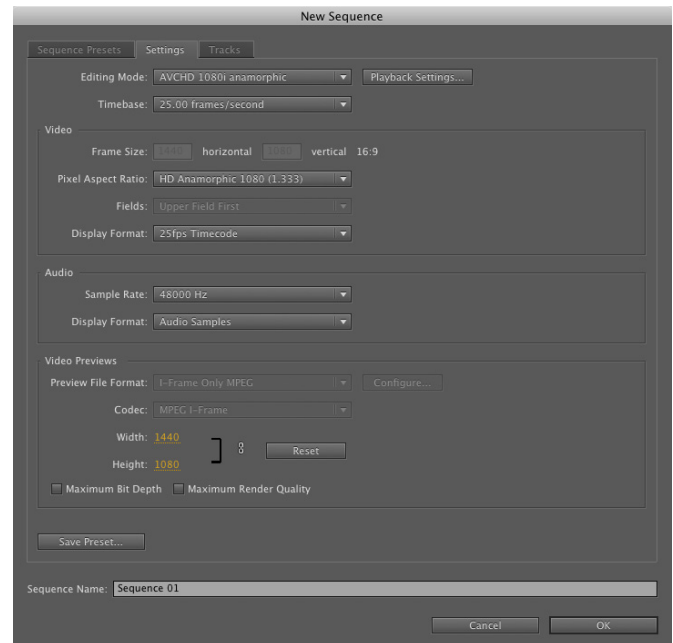 New Sequence
Sequence Presets Settings Tracks
Editing Mode: AVCHD 1080i anamorphic Playback Settings...
Timebase: 25.00 frames/second
Video
Frame Size: 1440 horizontal 1080 vertical 16:9
Pixel Aspect Ratio: HD Anamorphic 1080 (1.333)
Fields: Upper Field First
Display Format: 25fps Timecode
Audio
Sample Rate: 48000 Hz
Display Format: Audio Samples
Video Previews
Preview File Format: I-Frame Only MPEG Configure...
Codec: MPEG I-Frame
Width: 1440
Height: 1080
Reset
Maximum Bit Depth Maximum Render Quality
Save Preset...
Sequence Name: Sequence 01
Cancel OK